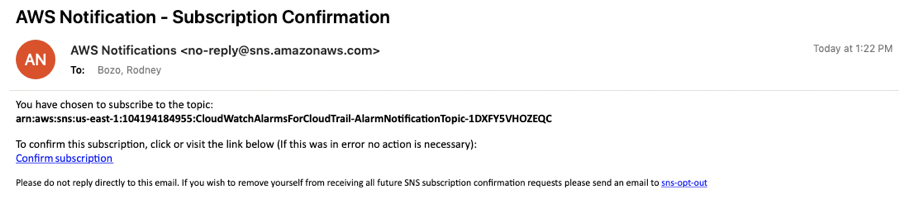 AWS Notification - Subscription Confirmation
AN
AWS Notifications <no-reply@sns.amazonaws.com>
Today at 1:22 PM
To: Bozo, Rodney
You have chosen to subscribe to the topic:
arn:aws:sns:us-east-1:104194184955:CloudWatchAlarmsForCloudTrail-AlarmNotificationTopic-1DXFY5VHOZEQC
To confirm this subscription, click or visit the link below (If this was in error no action is necessary):
Confirm subscription
Please do not reply directly to this email. If you wish to remove yourself from receiving all future SNS subscription confirmation requests please send an email to sns-opt-out